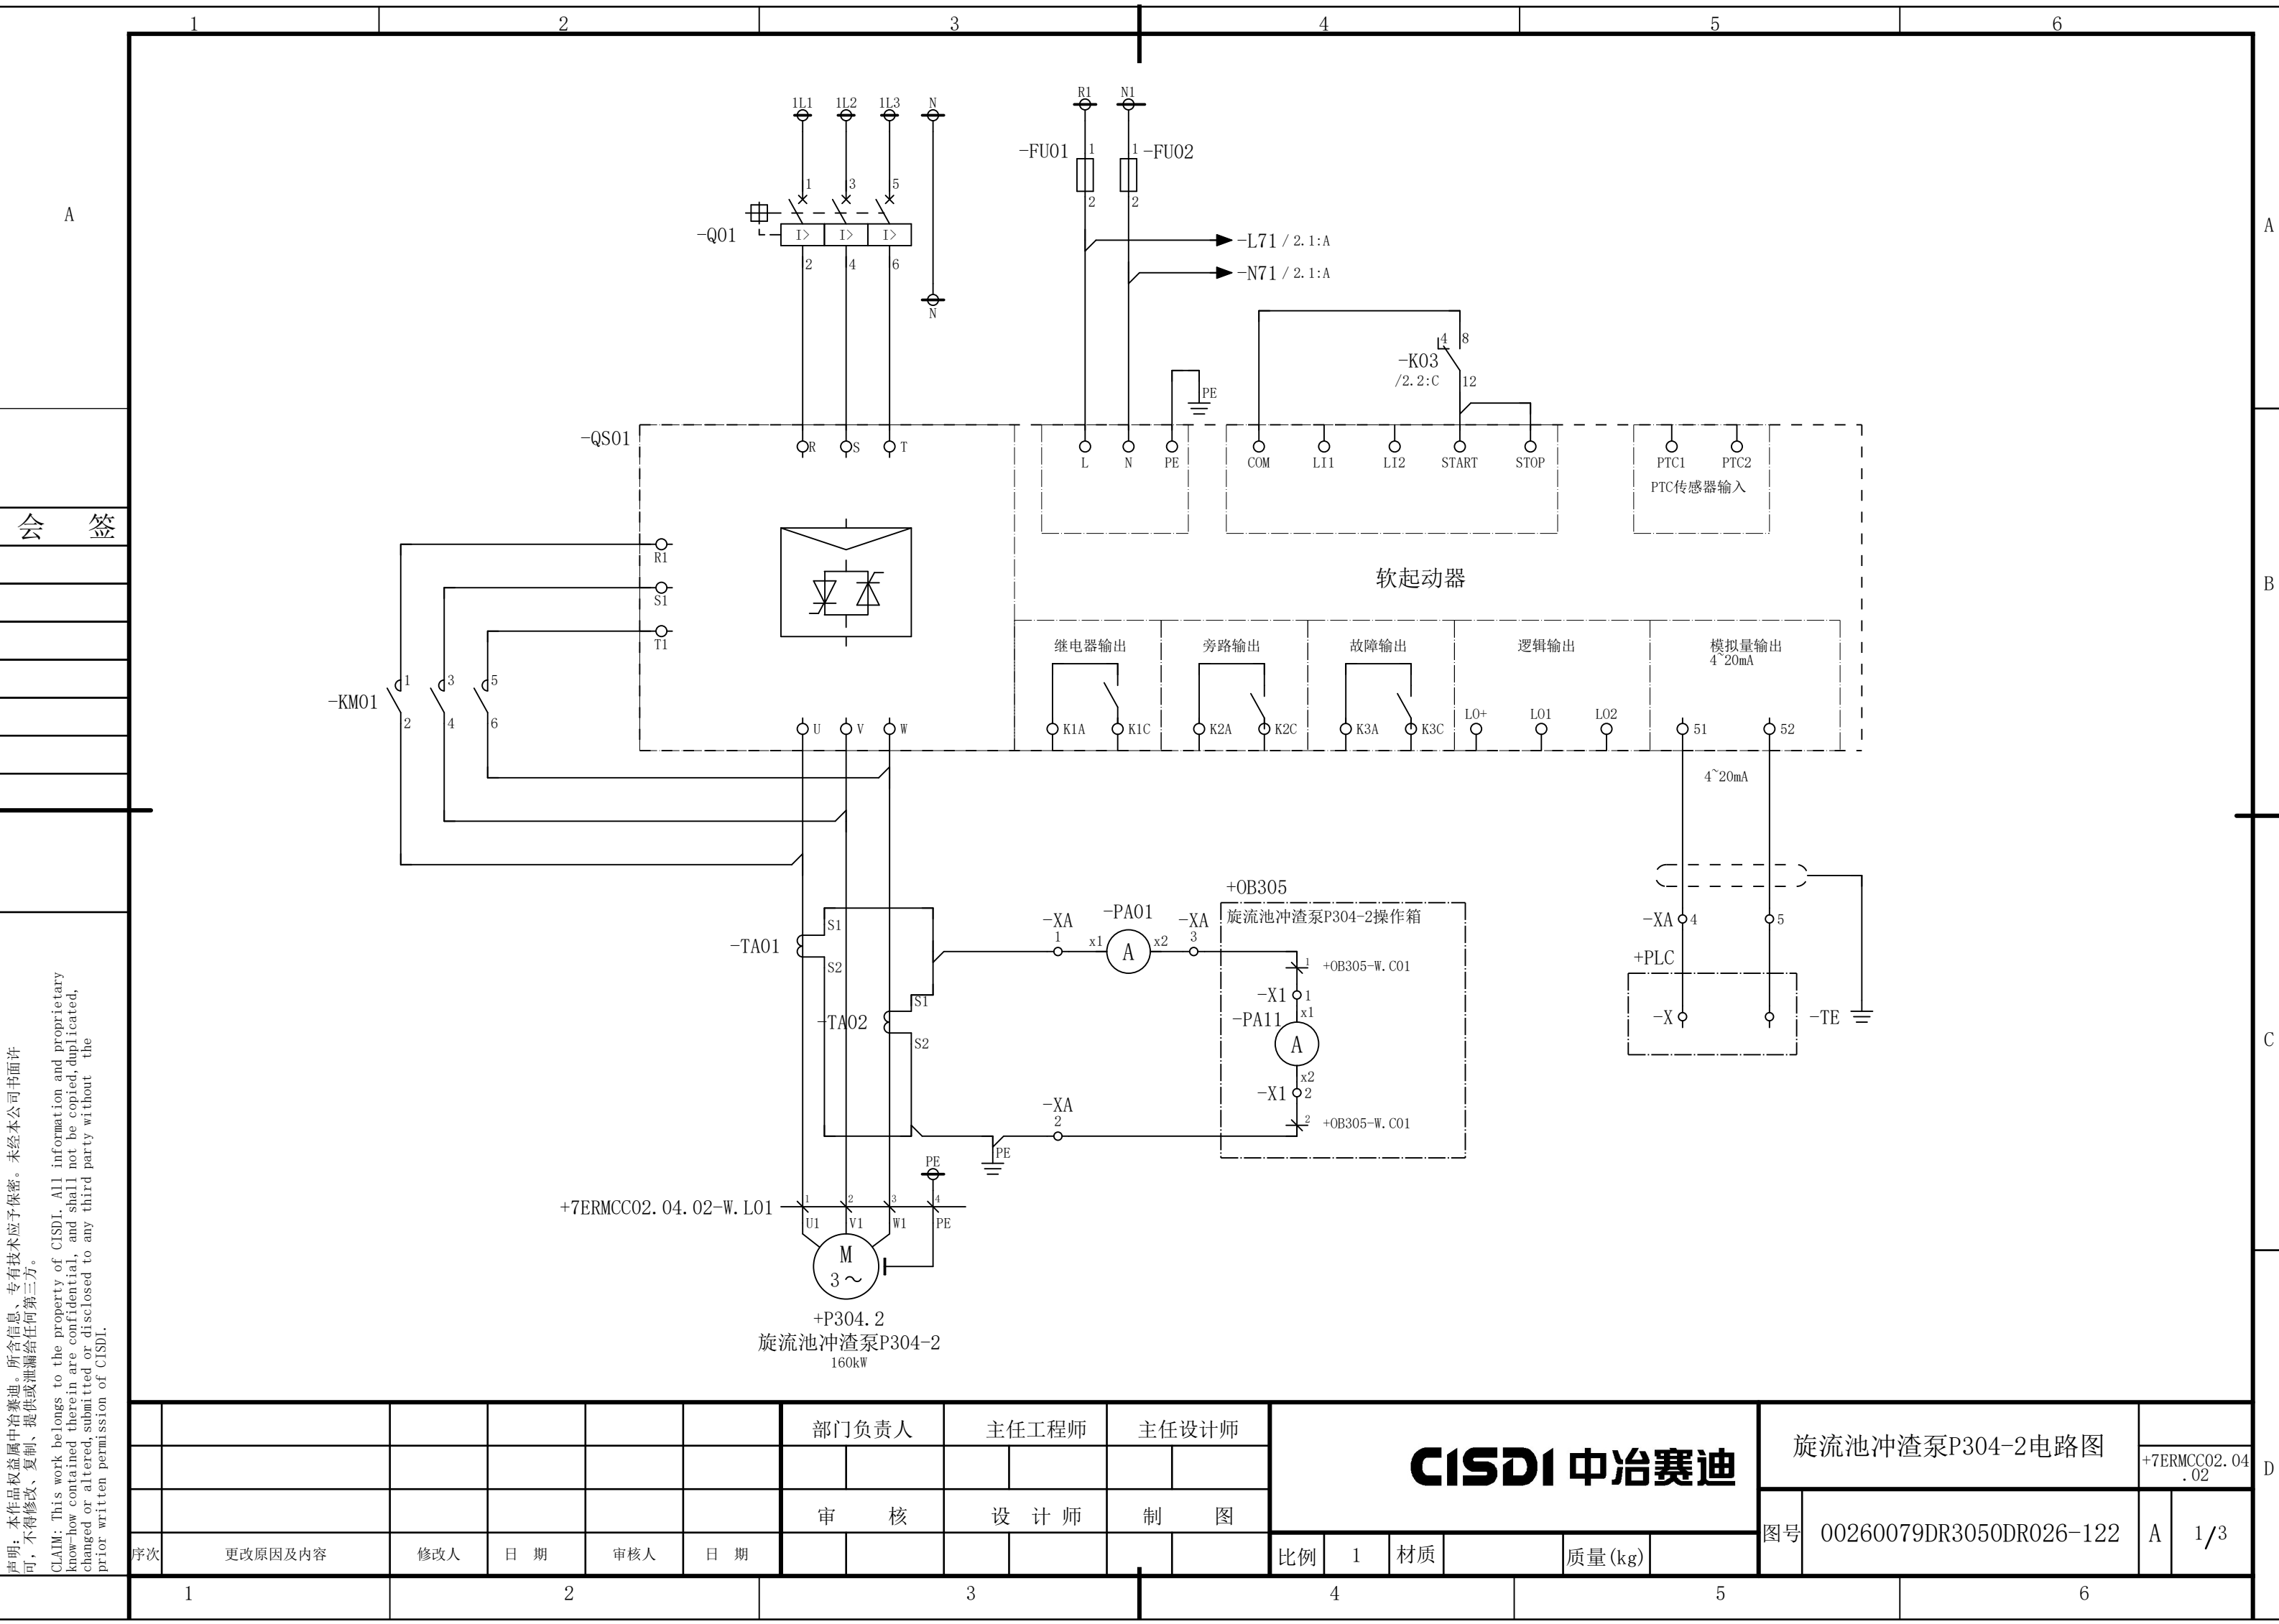 1 2 3 4 5 6
A
A
B
B
C
D
1L1 1L2 1L3 N
R1 N1
-FU01 1 1 -FU02
2 2
1 3 5
-Q01 I> I> I>
2 4 6
N
-L71 / 2.1:A
-N71 / 2.1:A
4 8
-K03
/2.2:C 12
PE
-QS01
R S T
L N PE
COM LI1 LI2 START STOP
PTC1 PTC2
PTC传感器输入
会 签
R1
S1
T1
软起动器
继电器输出
旁路输出
故障输出
逻辑输出
模拟量输出
4~20mA
-KM01
1 3 5
2 4 6
U V W
K1A K1C
K2A K2C
K3A K3C
LO+ LO1 LO2
51 52
4~20mA
-TA01
S1
S2
-TA02
S1
S2
-XA
1
-PA01
x1 A x2
-XA
3
+OB305
旋流池冲渣泵P304-2操作箱
1 +OB305-W.C01
-X1 1
x1
-PA11
A
x2
-X1 2
2 +OB305-W.C01
-XA
2
PE
-XA 4 5
+PLC
-X
-TE
PE
+7ERMCC02.04.02-W.L01
1 2 3 4
U1 V1 W1 PE
M
3~
+P304.2
旋流池冲渣泵P304-2
160kW
声明: 本作品权益属中冶赛迪。所含信息、专有技术应予保密。未经本公司书面许
可, 不得修改、复制、提供或泄漏给任何第三方。
CLAIM: This work belongs to the property of CISDI. All information and proprietary
know-how contained therein are confidential, and shall not be copied,duplicated,
changed or altered,submitted or disclosed to any third party without the
prior written permission of CISDI.
部门负责人 主任工程师 主任设计师
审 核 设 计 师 制 图
序次 更改原因及内容 修改人 日 期 审核人 日 期
CISDI 中冶赛迪
比例 1 材质 质量(kg)
旋流池冲渣泵P304-2电路图
+7ERMCC02.04
.02
图号 00260079DR3050DR026-122 A 1/3
1 2 3 4 5 6